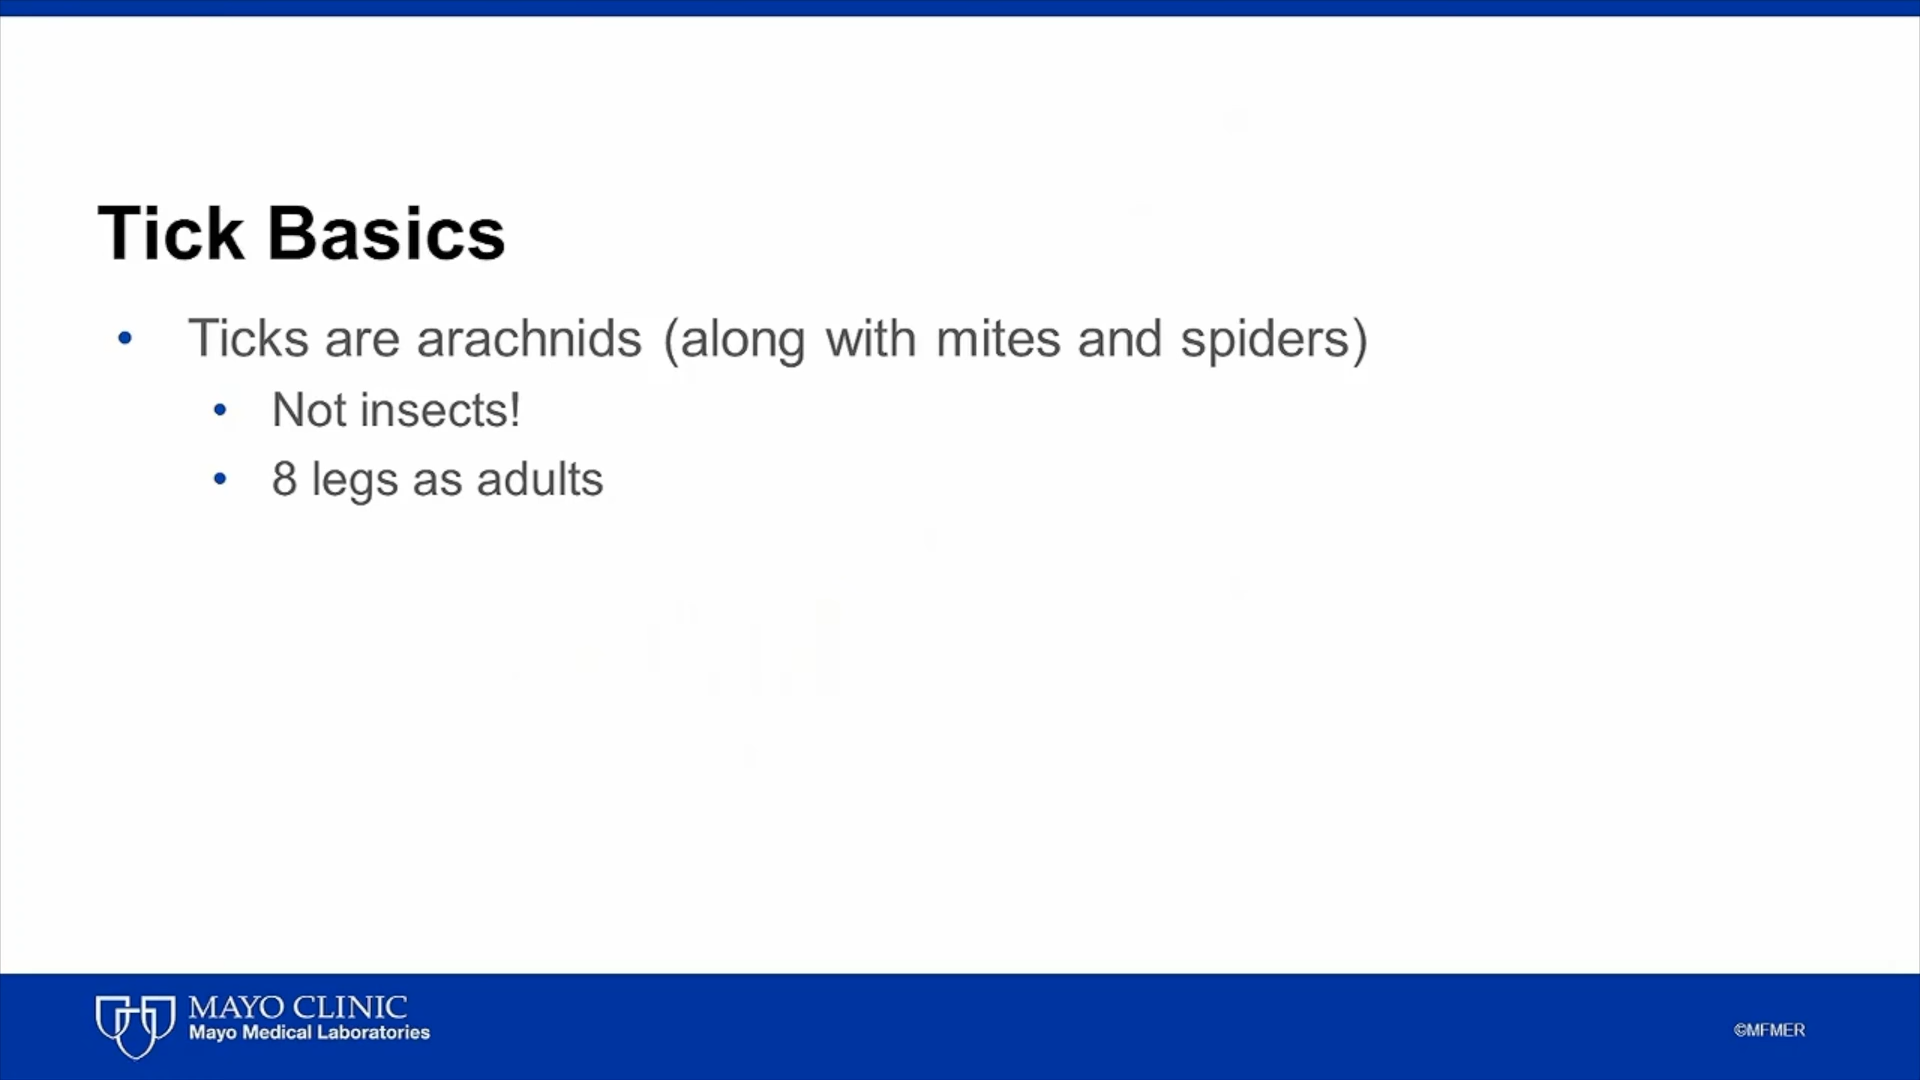 Tick Basics
• Ticks are arachnids (along with mites and spiders)
• Not insects!
• 8 legs as adults
MAYO CLINIC
Mayo Medical Laboratories
©MFMER